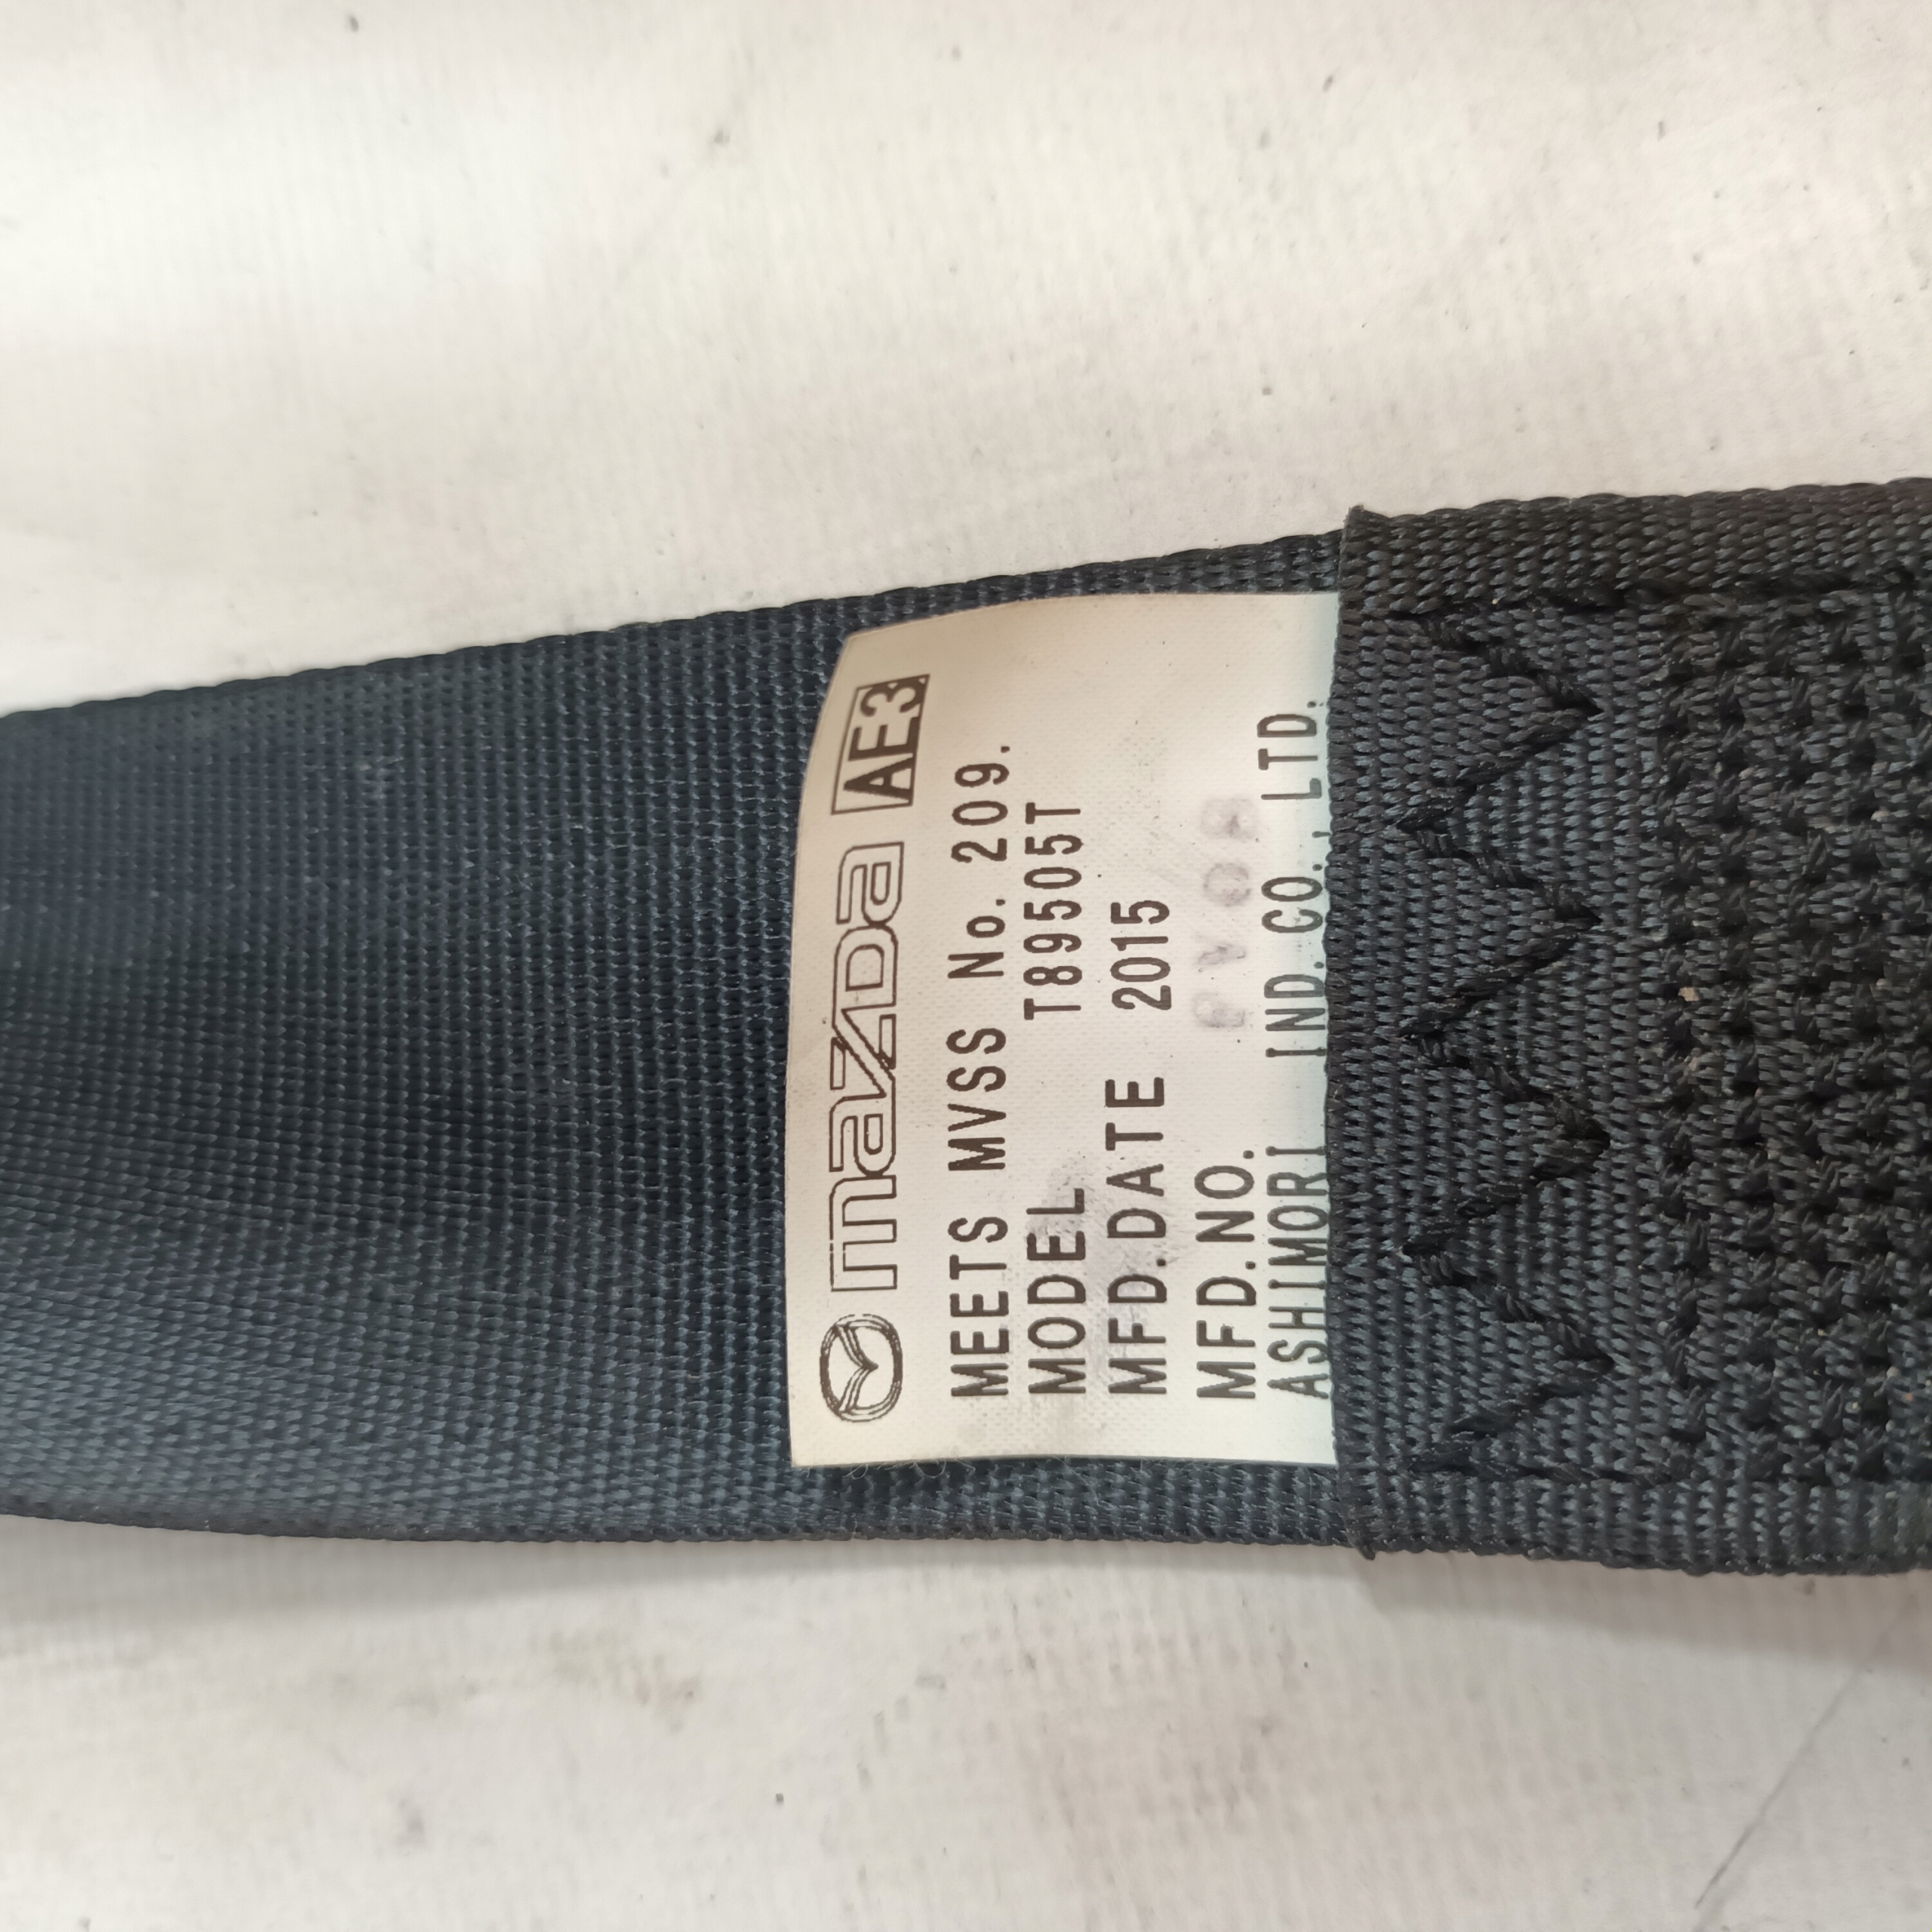 mazda AE3
MEETS MVSS No. 209.
MODEL T89505T
MFD.DATE 2015
MFD.NO.
ASHIMORI IND.CO.,LTD.